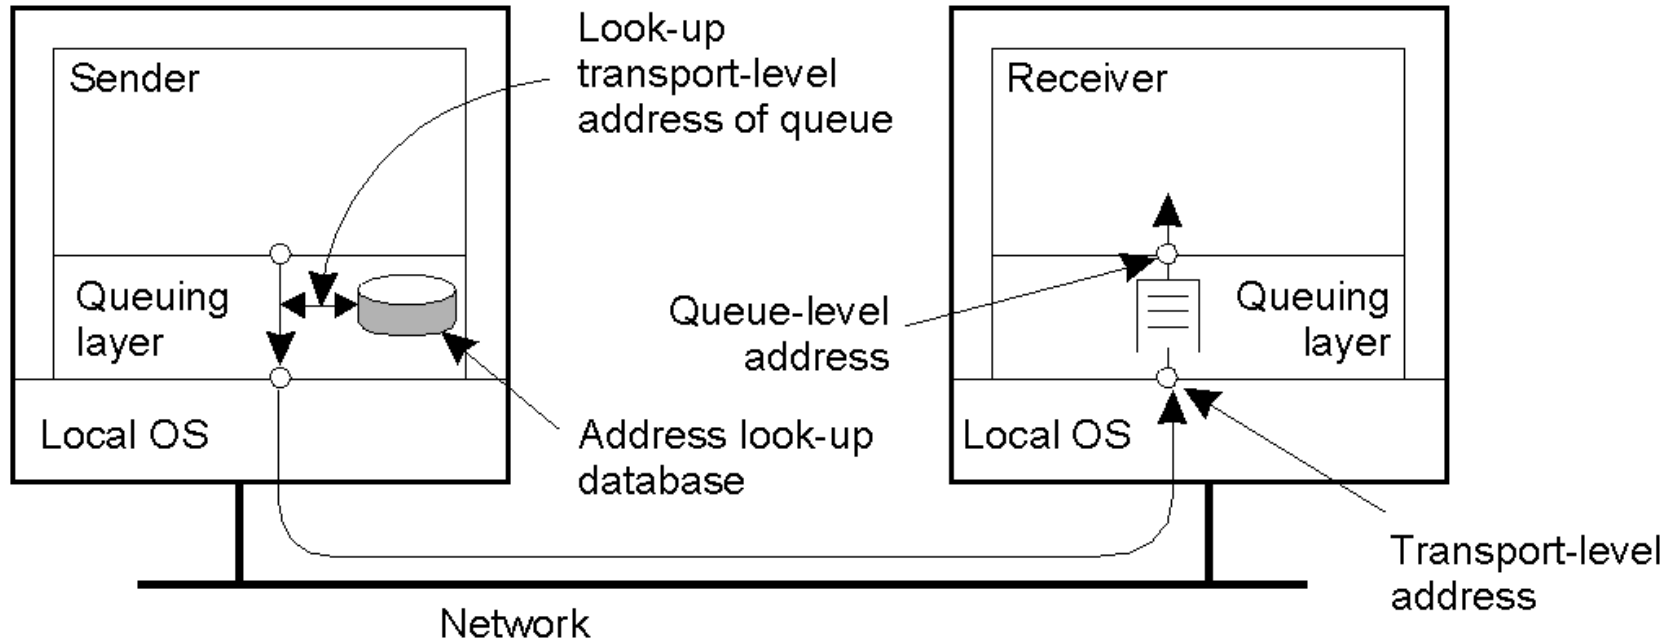 Sender
Look-up
transport-level
address of queue
Receiver
Queuing
layer
Queue-level
address
Queuing
layer
Local OS
Address look-up
database
Local OS
Transport-level
address
Network